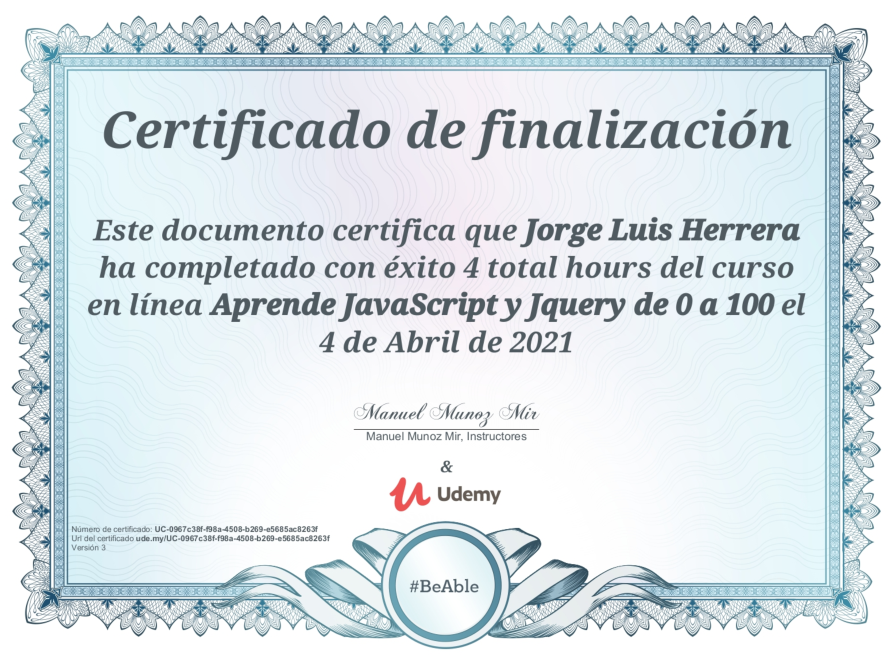 Certificado de finalización
Este documento certifica que Jorge Luis Herrera
ha completado con éxito 4 total hours del curso
en línea Aprende JavaScript y Jquery de 0 a 100 el
4 de Abril de 2021
Manuel Munoz Mir
Manuel Munoz Mir, Instructores
&
Udemy
Número de certificado: UC-0967c38f-f98a-4508-b269-e5685ac8263f
Url del certificado ude.my/UC-0967c38f-f98a-4508-b269-e5685ac8263f
Versión 3
#BeAble